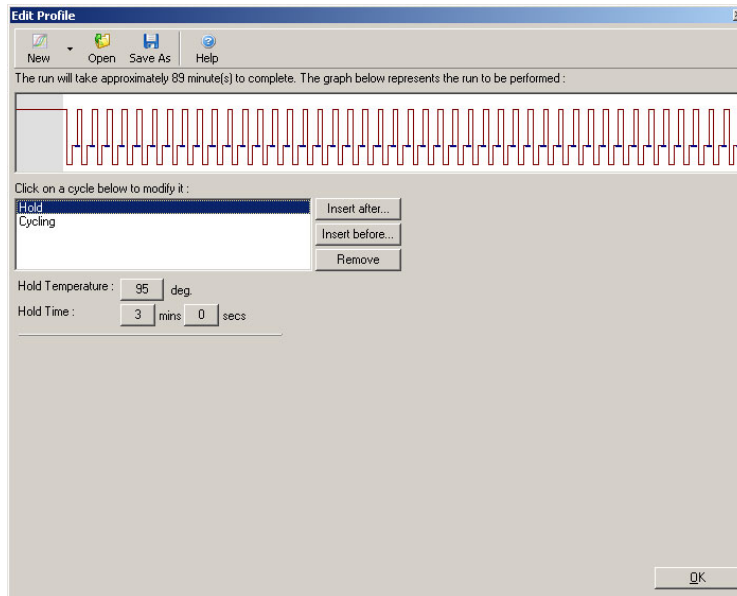 Edit Profile
New Open Save As Help
The run will take approximately 89 minute(s) to complete. The graph below represents the run to be performed :
Click on a cycle below to modify it :
Hold
Cycling
Insert after...
Insert before...
Remove
Hold Temperature : 95 deg.
Hold Time : 3 mins 0 secs
OK